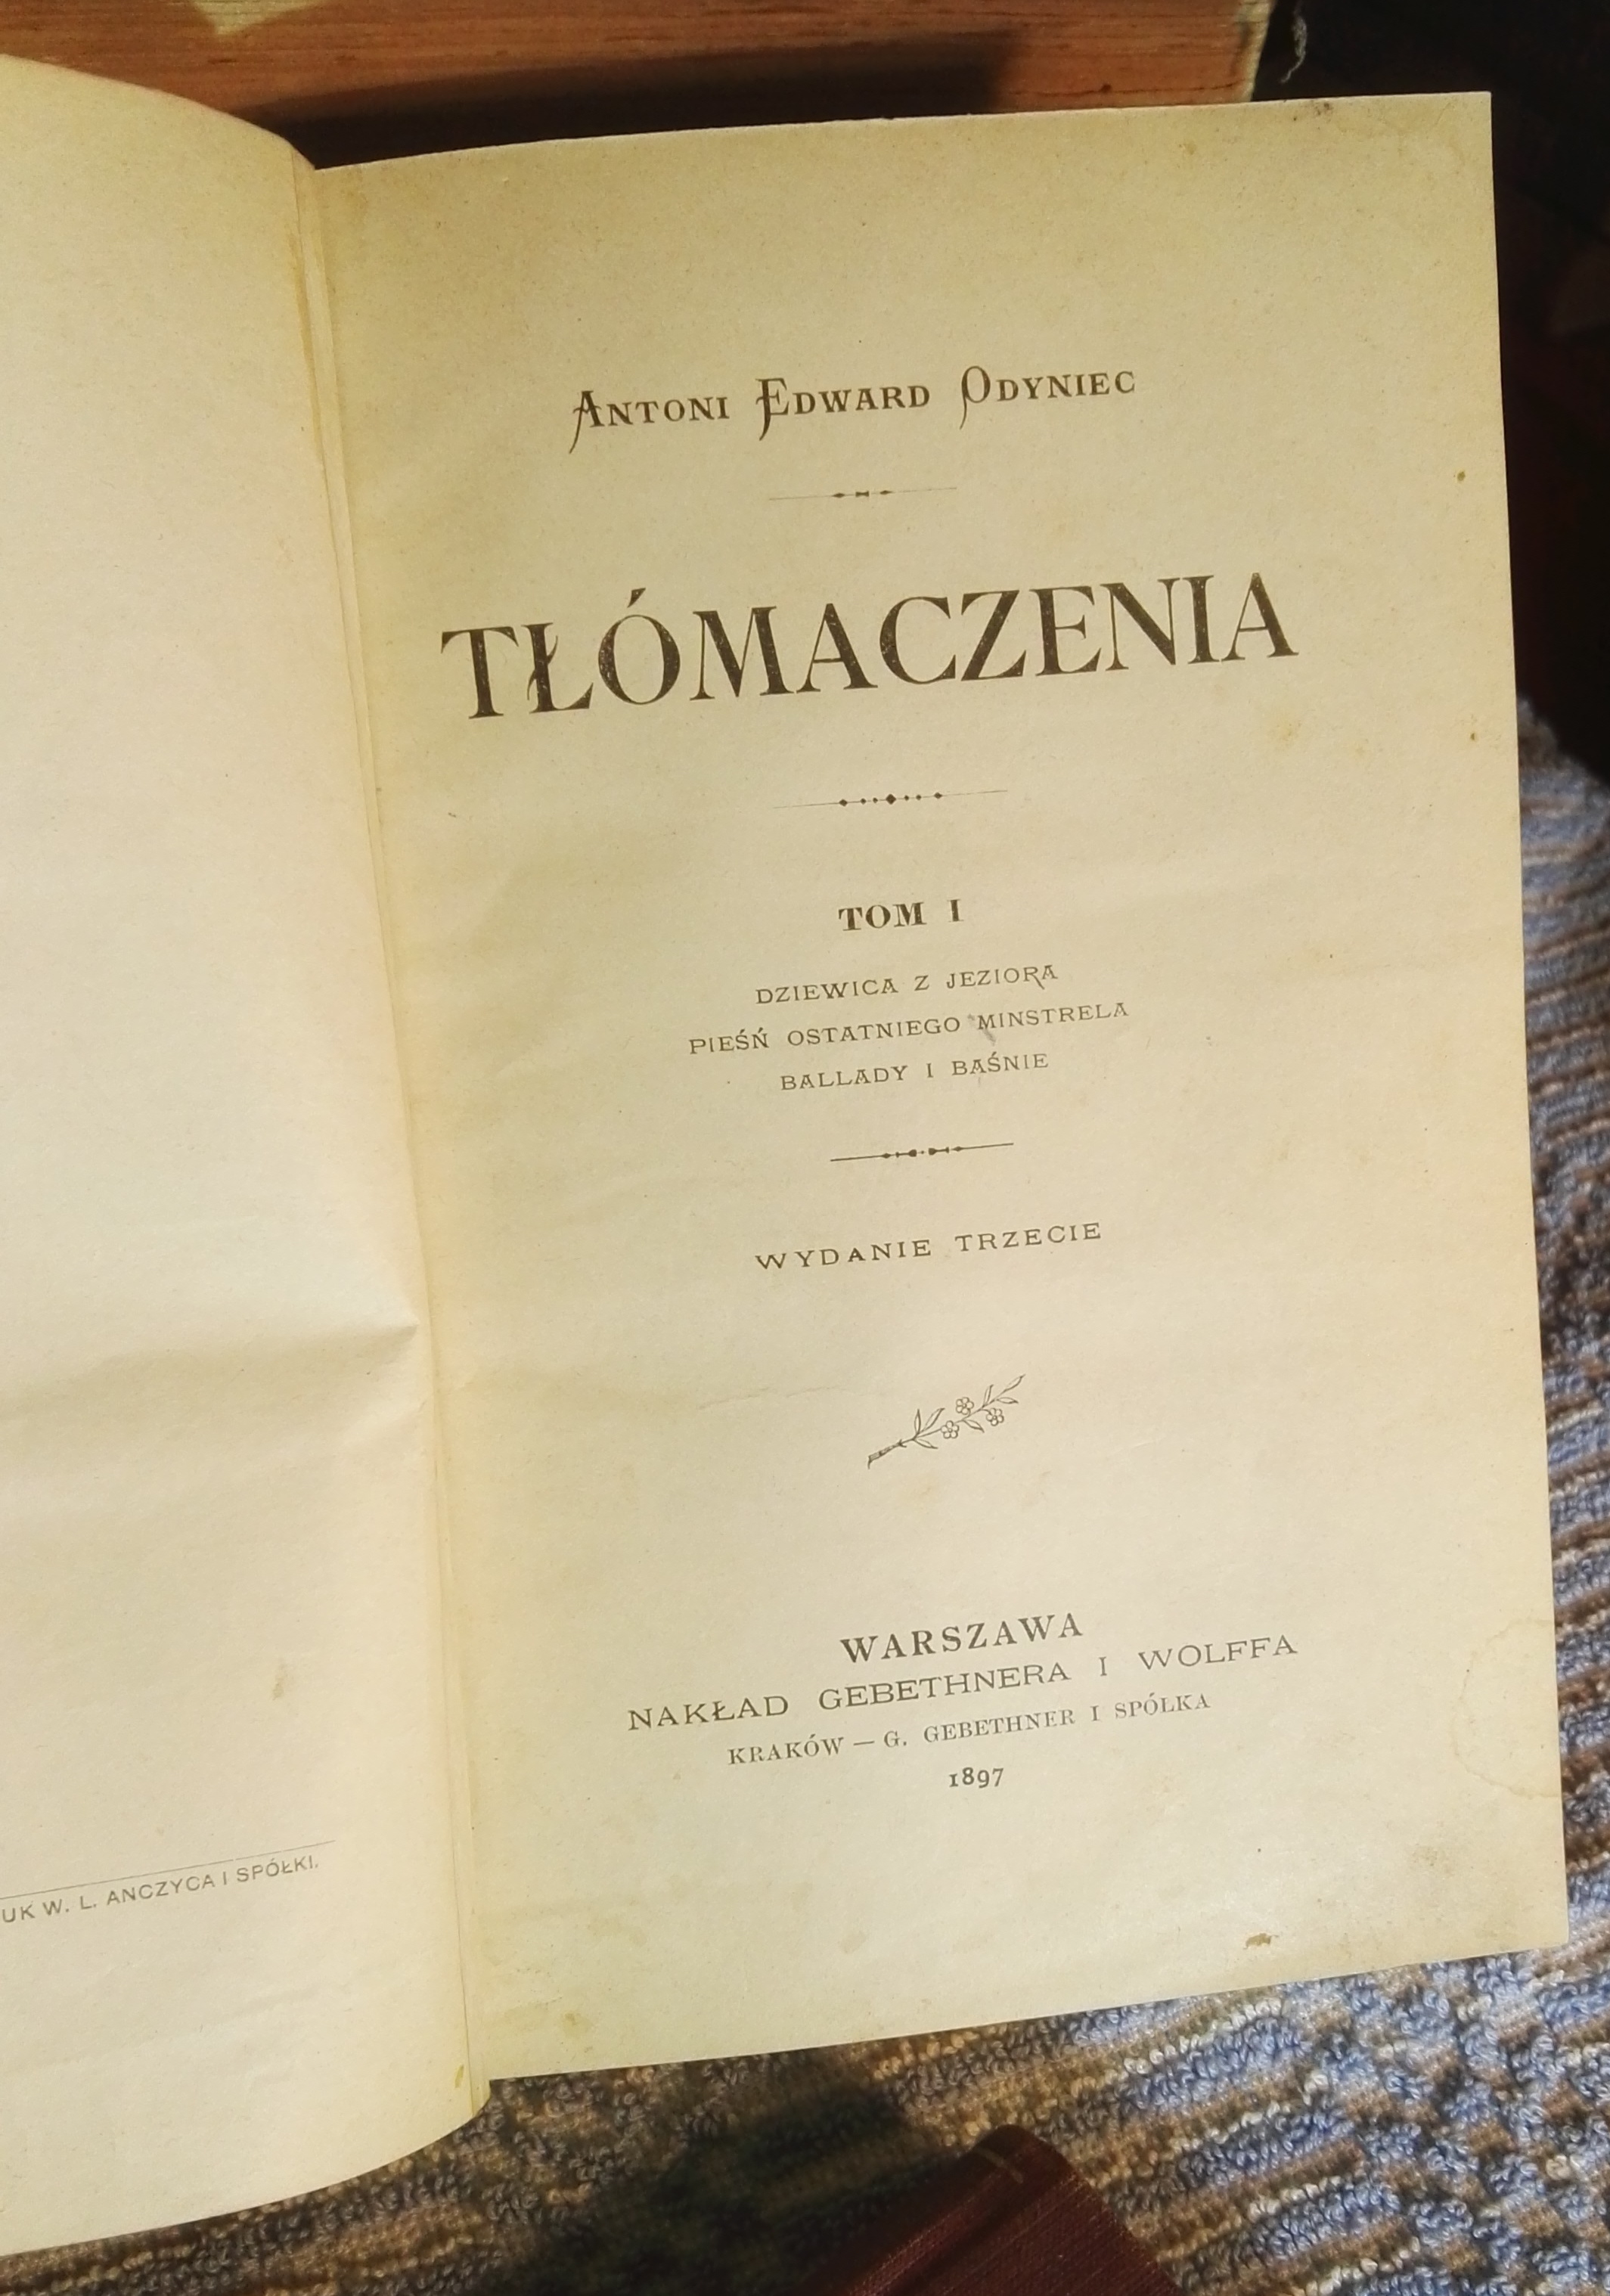 UK W. L. ANCZYCA I SPÓŁKI.
ANTONI EDWARD ODYNIEC
TŁÓMACZENIA
TOM I
DZIEWICA Z JEZIORA
PIEŚŃ OSTATNIEGO MINSTRELA
BALLADY I BAŚNIE
WYDANIE TRZECIE
WARSZAWA
NAKŁAD GEBETHNERA I WOLFFA
KRAKÓW — G. GEBETHNER I SPÓŁKA
1897